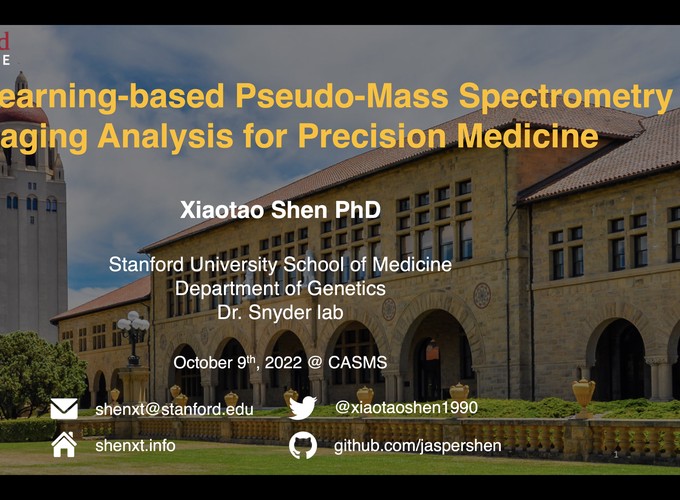 d
E
earning-based Pseudo-Mass Spectrometry
aging Analysis for Precision Medicine
Xiaotao Shen PhD
Stanford University School of Medicine
Department of Genetics
Dr. Snyder lab
October 9th, 2022 @ CASMS
shenxt@stanford.edu
@xiaotaoshen1990
shenxt.info
github.com/jaspershen
1